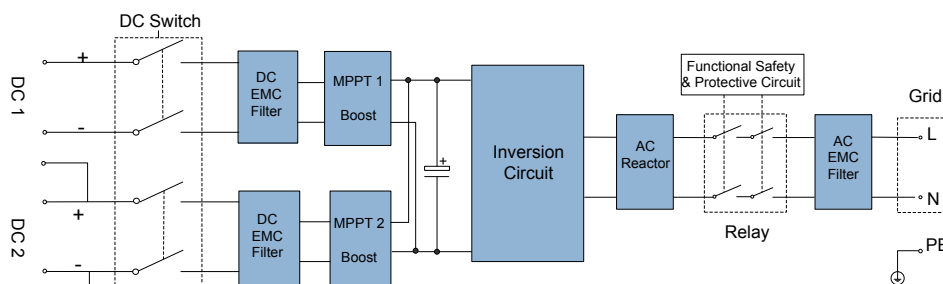 DC Switch
DC 1
+
-
DC
EMC
Filter
MPPT 1
Boost
DC 2
+
-
DC
EMC
Filter
MPPT 2
Boost
+
Inversion
Circuit
AC
Reactor
Functional Safety
& Protective Circuit
Relay
AC
EMC
Filter
Grid
L
N
PE